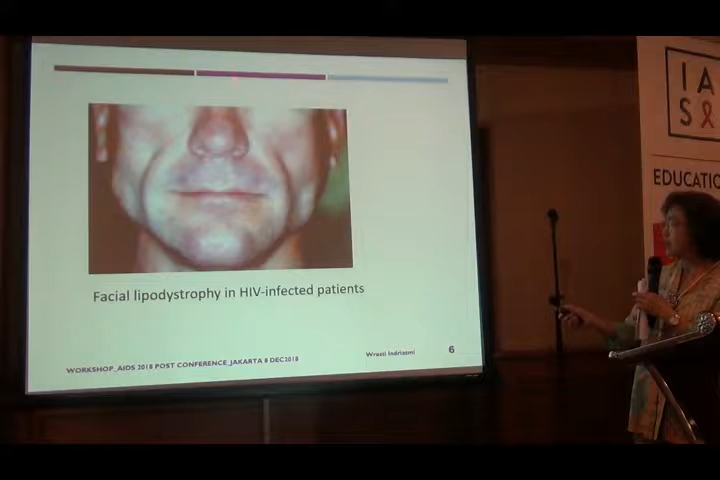 Facial lipodystrophy in HIV-infected patients
WORKSHOP_AIDS 2018 POST CONFERENCE_JAKARTA 8 DEC2018
Wresti Indriatmi
6
IA
S
EDUCATIO